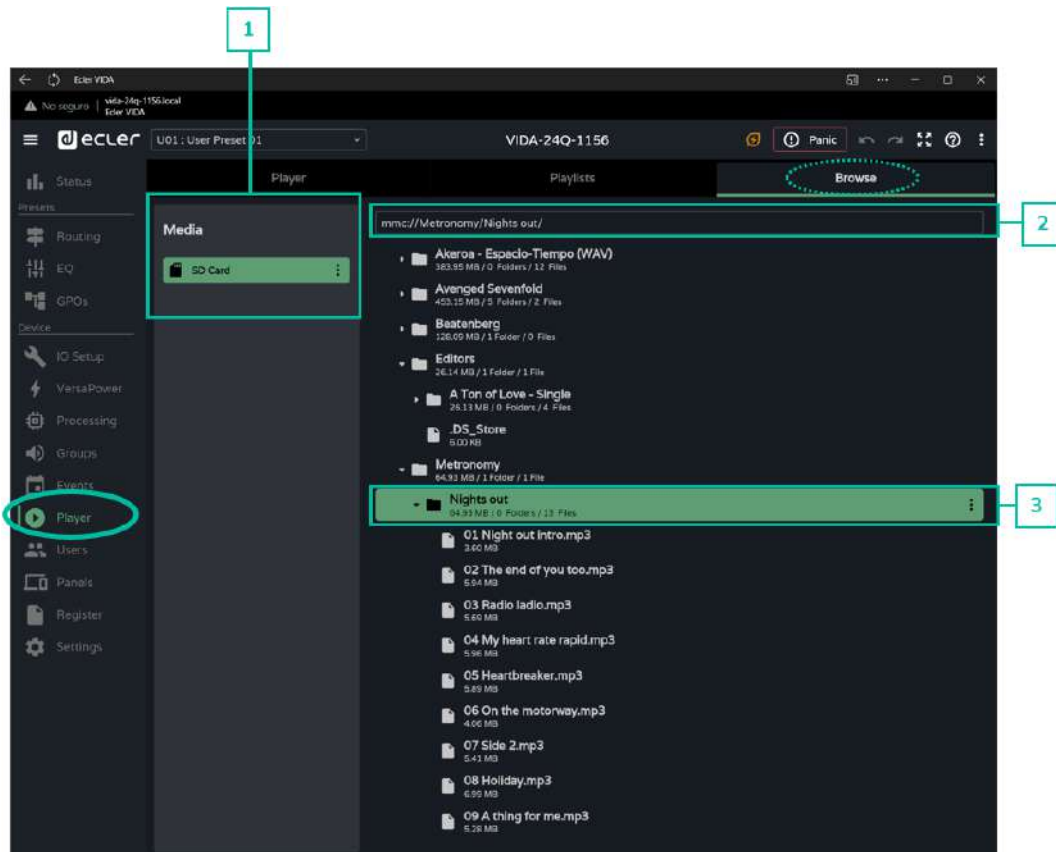 1
Ecler VIDA
No seguro
vida-24q-1156.local
Ecler VIDA
ecler
U01 : User Preset 01
VIDA-24Q-1156
Panic
Status
Presets
Routing
EQ
GPOs
Device
IO Setup
VersaPower
Processing
Groups
Events
Player
Users
Panels
Register
Settings
Player
Playlists
Browse
Media
SD Card
mmc://Metronomy/Nights out/
2
Akeroa - Espacio-Tiempo (WAV)
383.95 MB / 0 Folders / 12 Files
Avenged Sevenfold
453.15 MB / 5 Folders / 2 Files
Beatenberg
126.09 MB / 1 Folder / 0 Files
Editors
26.14 MB / 1 Folder / 1 File
A Ton of Love - Single
26.13 MB / 0 Folders / 4 Files
.DS_Store
6.00 KB
Metronomy
64.93 MB / 1 Folder / 1 File
Nights out
64.93 MB / 0 Folders / 13 Files
3
01 Night out intro.mp3
3.60 MB
02 The end of you too.mp3
5.94 MB
03 Radio ladio.mp3
5.69 MB
04 My heart rate rapid.mp3
5.96 MB
05 Heartbreaker.mp3
5.89 MB
06 On the motorway.mp3
4.06 MB
07 Side 2.mp3
5.41 MB
08 Holiday.mp3
6.99 MB
09 A thing for me.mp3
5.28 MB